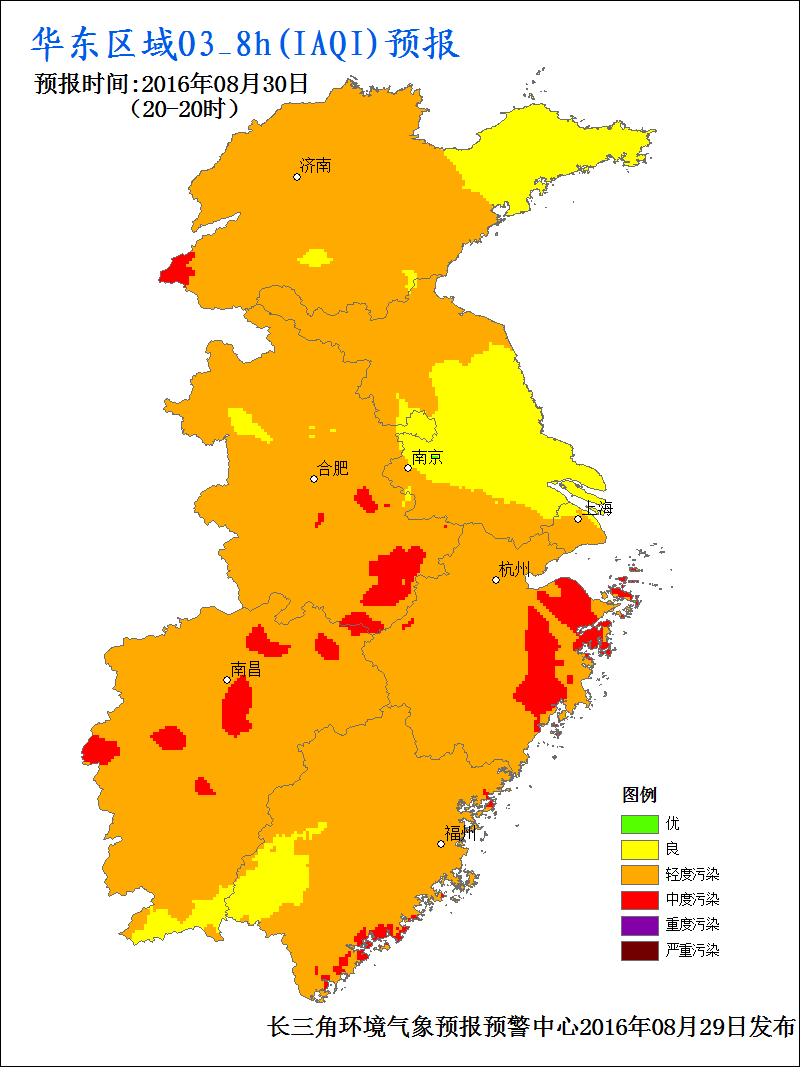 华东区域O3_8h(IAQI)预报
预报时间:2016年08月30日
(20-20时)
济南
合肥
南京
上海
杭州
南昌
福州
图例
优
良
轻度污染
中度污染
重度污染
严重污染
长三角环境气象预报预警中心2016年08月29日发布